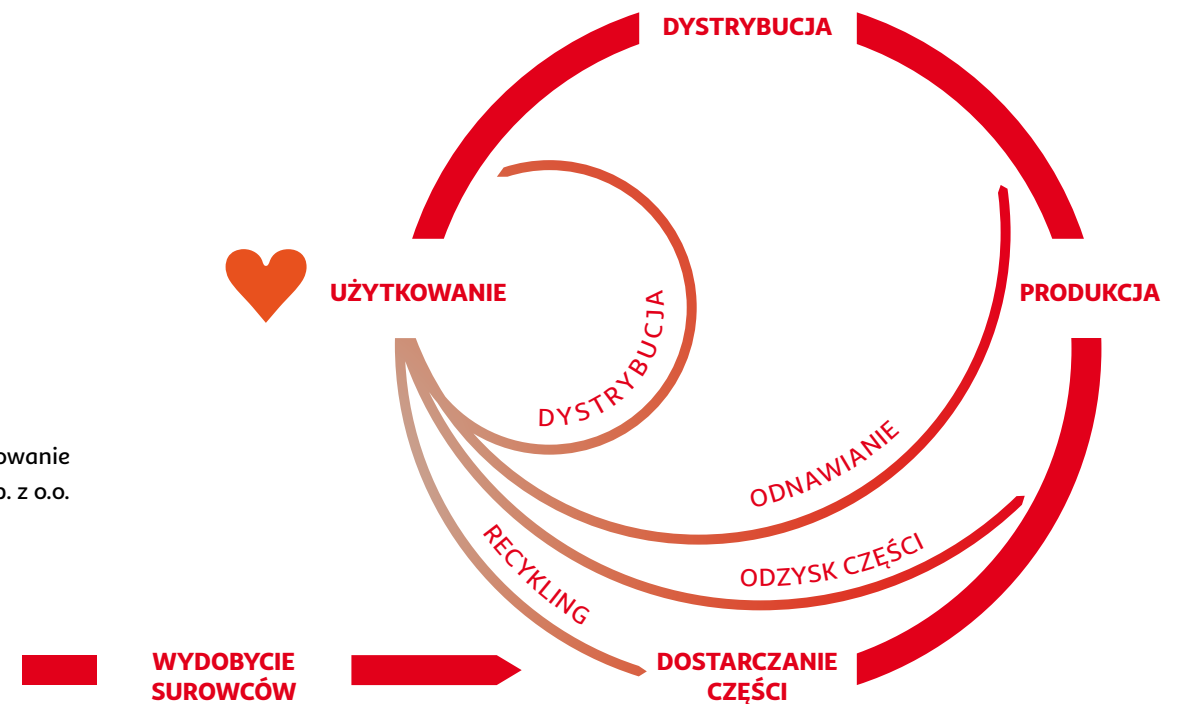 DYSTRYBUCJA
UŻYTKOWANIE
PRODUKCJA
DYSTRYBUCJA
ODNAWIANIE
ODZYSK CZĘŚCI
RECYKLING
z o.o.
WYDOBYCIE
SUROWCÓW
DOSTARCZANIE
CZĘŚCI